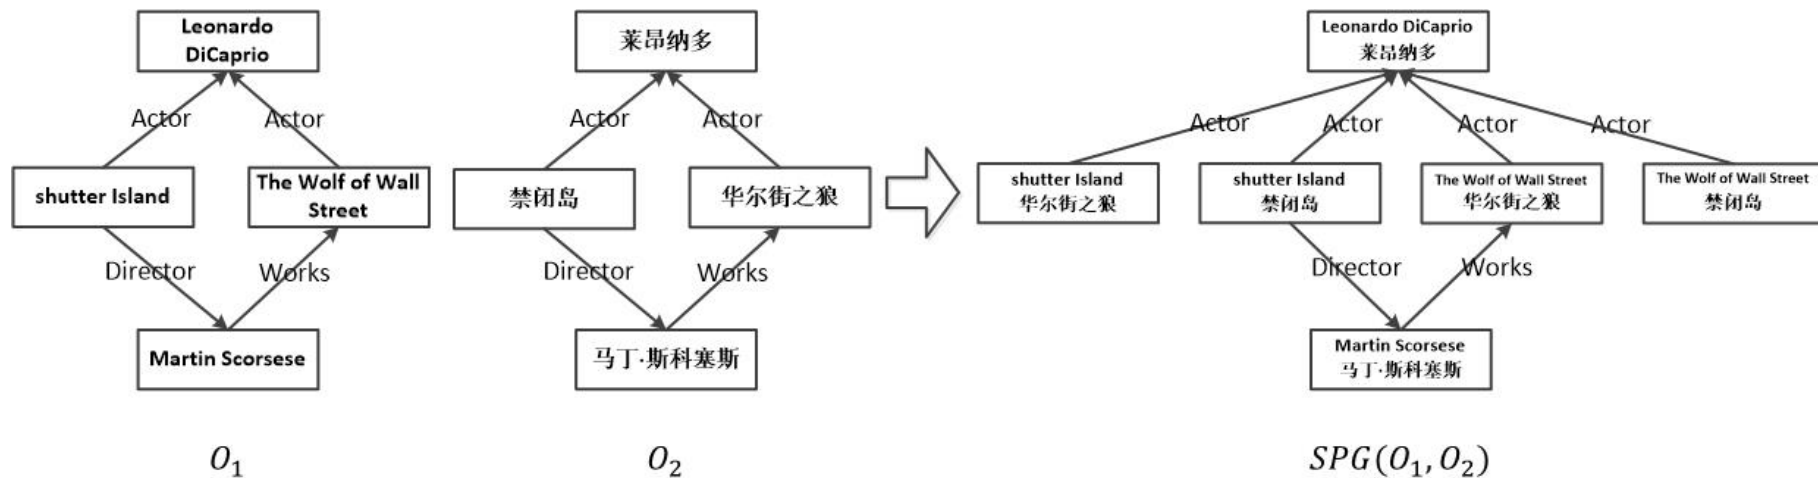 Leonardo
DiCaprio
Actor
Actor
shutter Island
The Wolf of Wall
Street
Director
Works
Martin Scorsese
O₁
莱昂纳多
Actor
Actor
禁闭岛
华尔街之狼
Director
Works
马丁·斯科塞斯
O₂
Leonardo DiCaprio
莱昂纳多
Actor
Actor
Actor
Actor
shutter Island
华尔街之狼
shutter Island
禁闭岛
The Wolf of Wall Street
华尔街之狼
The Wolf of Wall Street
禁闭岛
Director
Works
Martin Scorsese
马丁·斯科塞斯
SPG(O₁, O₂)